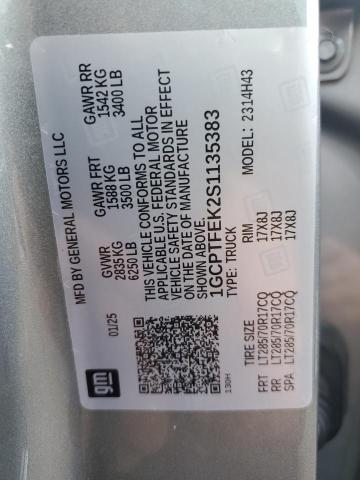 MFD BY GENERAL MOTORS LLC
01/25
GVWR
2835 KG
6250 LB
GAWR FRT
1588 KG
3500 LB
GAWR RR
1542 KG
3400 LB
THIS VEHICLE CONFORMS TO ALL
APPLICABLE U.S. FEDERAL MOTOR
VEHICLE SAFETY STANDARDS IN EFFECT
ON THE DATE OF MANUFACTURE
1GCPTFEK2S1135383
TYPE: TRUCK
MODEL: 2314H43
gm
130H
TIRE SIZE RIM
FRT LT285/70R17CQ 17X8J
RR LT285/70R17CQ 17X8J
SPA LT285/70R17CQ 17X8J